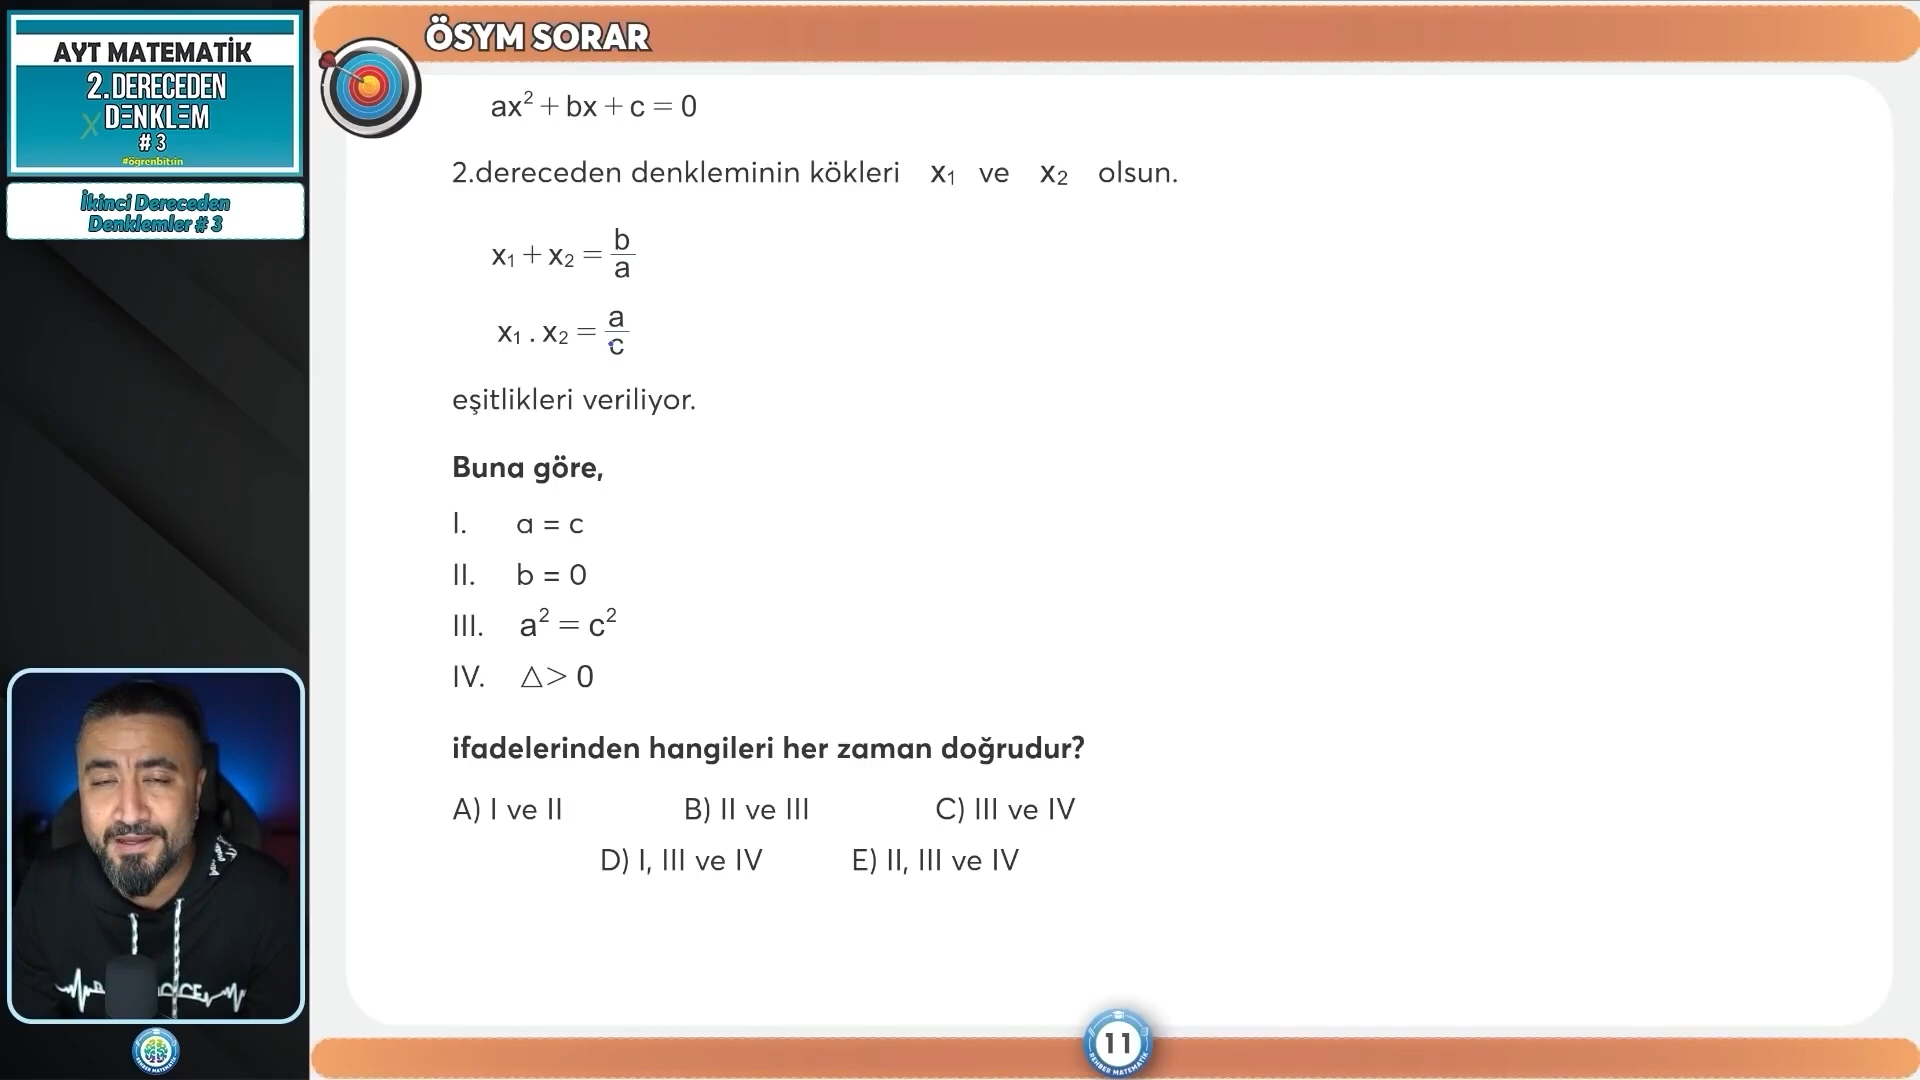 AYT MATEMATİK
2. DERECEDEN
DENKLEM
# 3
#öğrenbitsin
İkinci Dereceden
Denklemler # 3
ÖSYM SORAR
ax² + bx + c = 0
2.dereceden denkleminin kökleri x₁ ve x₂ olsun.
x₁ + x₂ = b/a
x₁ . x₂ = a/c
eşitlikleri veriliyor.
Buna göre,
I. a = c
II. b = 0
III. a² = c²
IV. △> 0
ifadelerinden hangileri her zaman doğrudur?
A) I ve II B) II ve III C) III ve IV
D) I, III ve IV E) II, III ve IV
11
REHBER MATEMATİK